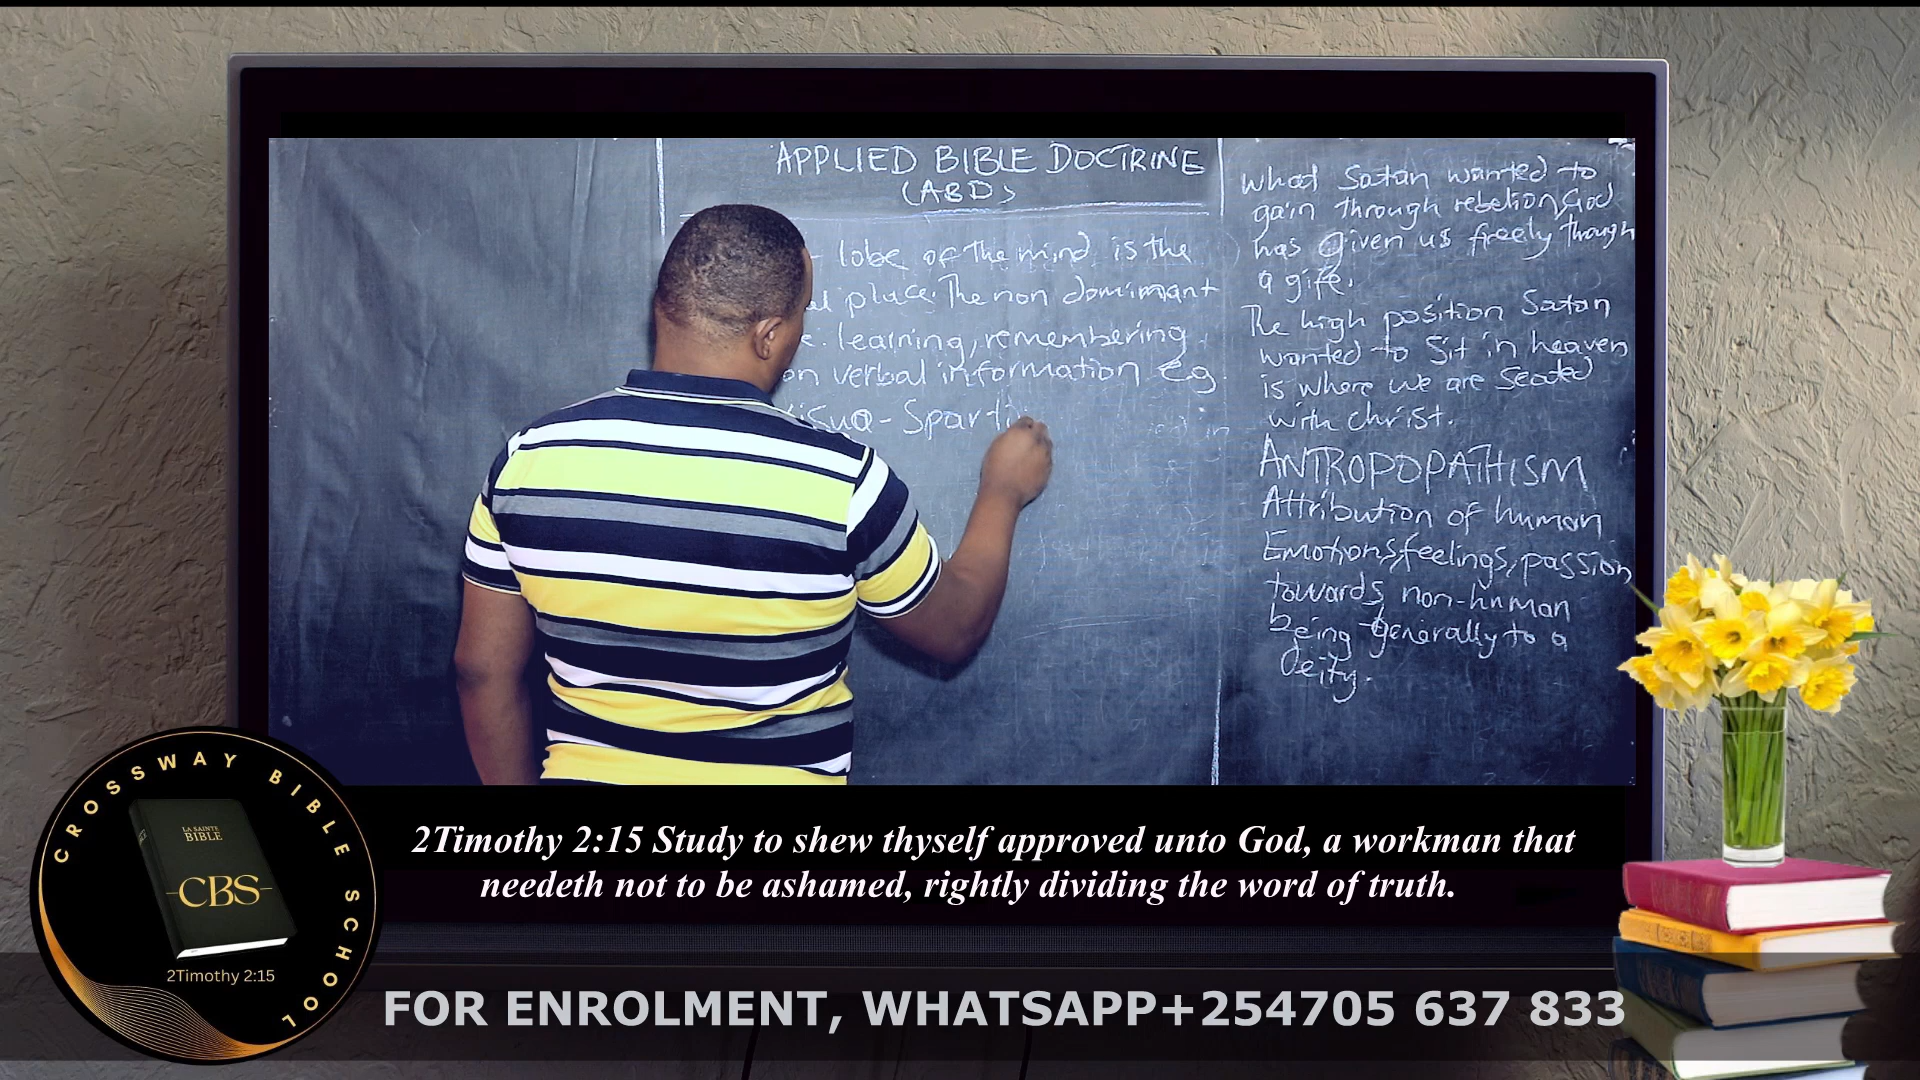 APPLIED BIBLE DOCTRINE
(ABD)
- lobe of the mind is the
al place. The non domimant
e: learning, remembering
on verbal information e.g.
Visua - Sparti
what Satan wanted to
gain through rebelion, God
has given us freely through
a gift.
The high position Satan
wanted to Sit in heaven
is where we are Seated
with Christ.
ANTROPOPATHISM
Attribution of human
Emotions, feelings, passion
towards non-human
being generally to a
Deity.
2Timothy 2:15 Study to shew thyself approved unto God, a workman that
needeth not to be ashamed, rightly dividing the word of truth.
CROSSWAY BIBLE SCHOOL
LA SAINTE
BIBLE
CBS
2Timothy 2:15
FOR ENROLMENT, WHATSAPP+254705 637 833